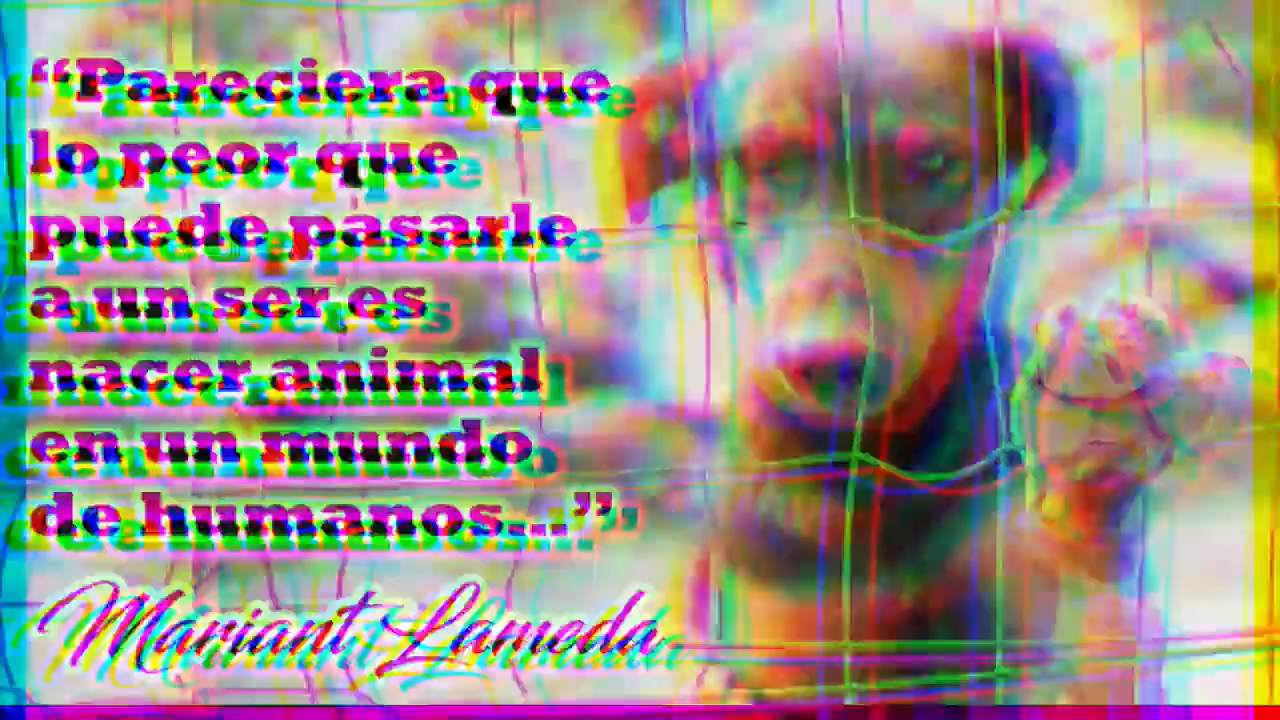 “Pareciera que
lo peor que
puede pasarle
a un ser es
nacer animal
en un mundo
de humanos...”
Mariant Lameda